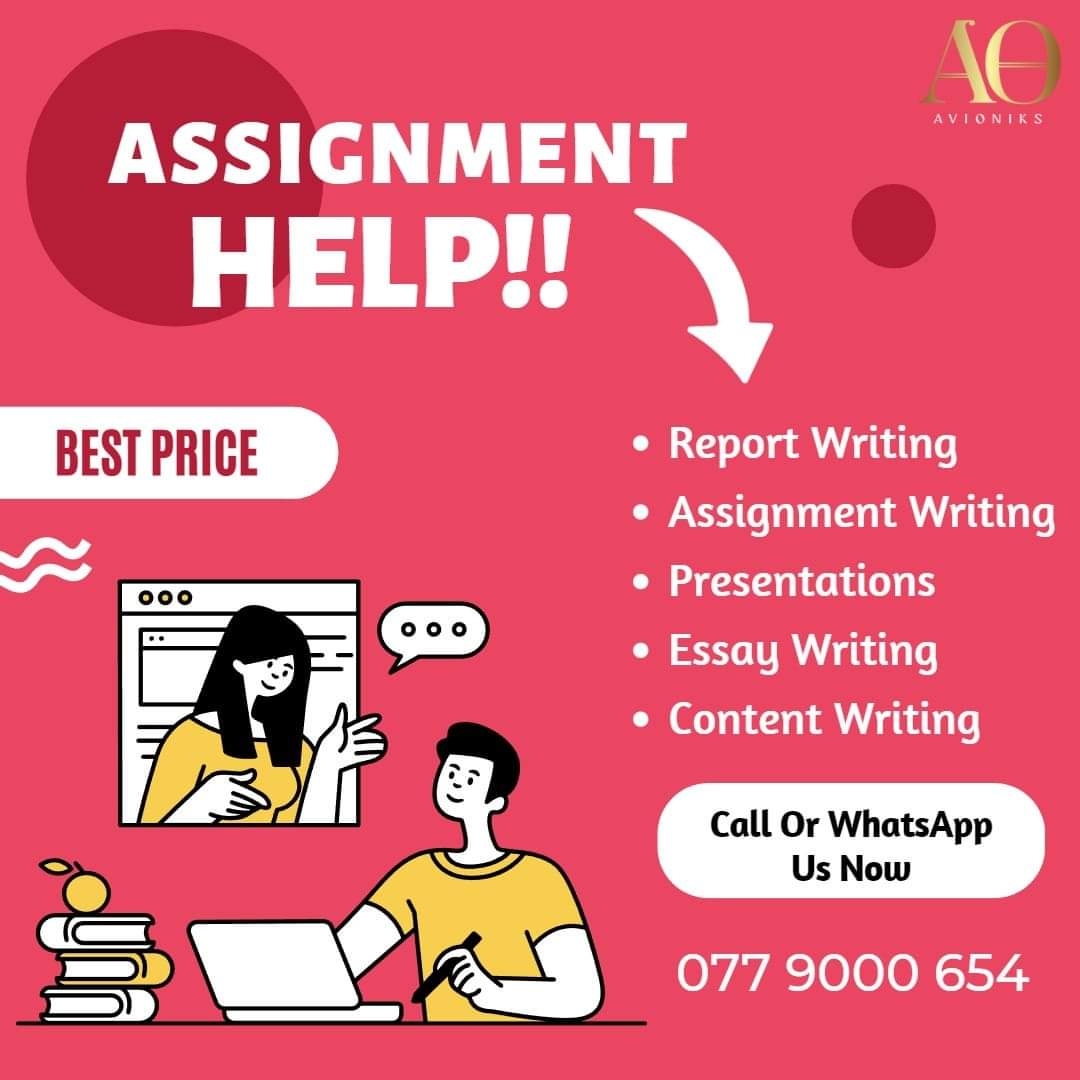 AO
AVIONIKS
ASSIGNMENT
HELP!!
BEST PRICE
• Report Writing
• Assignment Writing
• Presentations
• Essay Writing
• Content Writing
Call Or WhatsApp
Us Now
077 9000 654